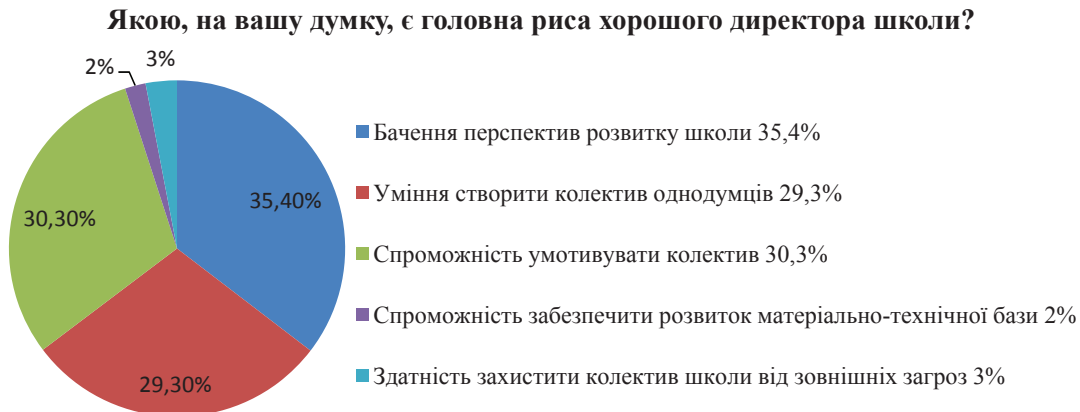 Якою, на вашу думку, є головна риса хорошого директора школи?
2%
3%
35,40%
30,30%
29,30%
Бачення перспектив розвитку школи 35,4%
Уміння створити колектив однодумців 29,3%
Спроможність умотивувати колектив 30,3%
Спроможність забезпечити розвиток матеріально-технічної бази 2%
Здатність захистити колектив школи від зовнішніх загроз 3%